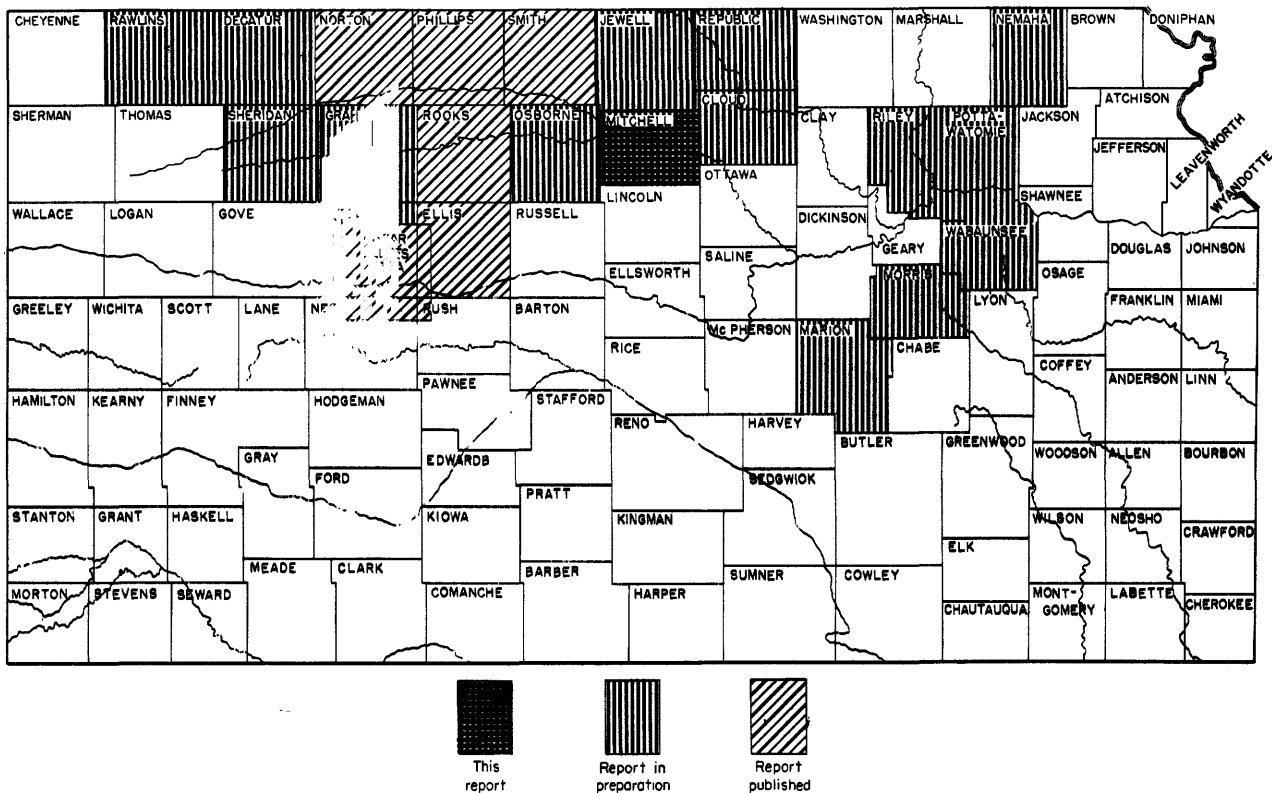 CHEYENNE RAWLINS DECATUR NORTON PHILLIPS SMITH JEWELL REPUBLIC WASHINGTON MARSHALL NEMAHA BROWN DONIPHAN
ATCHISON
CLOUD
SHERMAN THOMAS SHERIDAN ROOKS OSBORNE MITCHELL CLAY RILEY POTTA-
WATOMIE JACKSON
JEFFERSON
LEAVENWORTH
WYANDOTTE
OTTAWA
LINCOLN SHAWNEE
WALLACE LOGAN GOVE ELLIS RUSSELL DICKINSON
WABAUNSEE
GEARY DOUGLAS JOHNSON
SALINE
ELLSWORTH MORRIS OSAGE
LYON FRANKLIN MIAMI
GREELEY WICHITA SCOTT LANE RUSH BARTON
Mc PHERSON MARION
RICE CHABE
COFFEY
PAWNEE ANDERSON LINN
HAMILTON KEARNY FINNEY HODGEMAN STAFFORD
RENO HARVEY
BUTLER GREENWOOD
WOODSON ALLEN BOURBON
GRAY EDWARDB
FORD SEDGWIOK
PRATT
STANTON GRANT HASKELL KIOWA KINGMAN WILSON NEOSHO
CRAWFORD
ELK
MEADE CLARK BARBER SUMNER COWLEY
MORTON STEVENS SEWARD COMANCHE HARPER MONT-
GOMERY LABETTE
CHAUTAUQUA CHEROKEE
This
report
Report in
preparation
Report
published